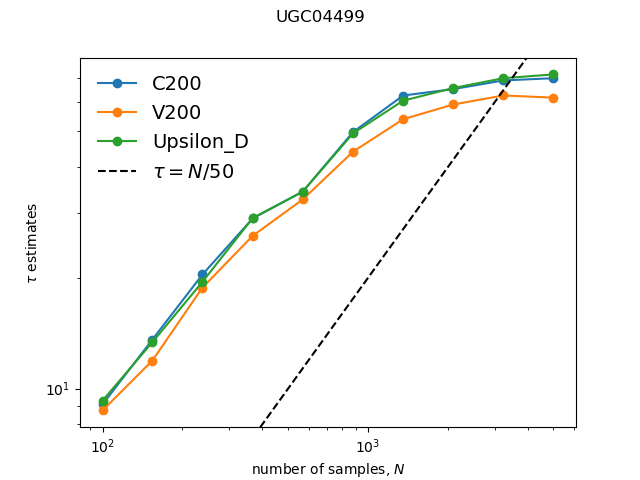 UGC04499
C200
V200
Upsilon_D
τ = N/50
τ estimates
10¹
10² 10³
number of samples, N